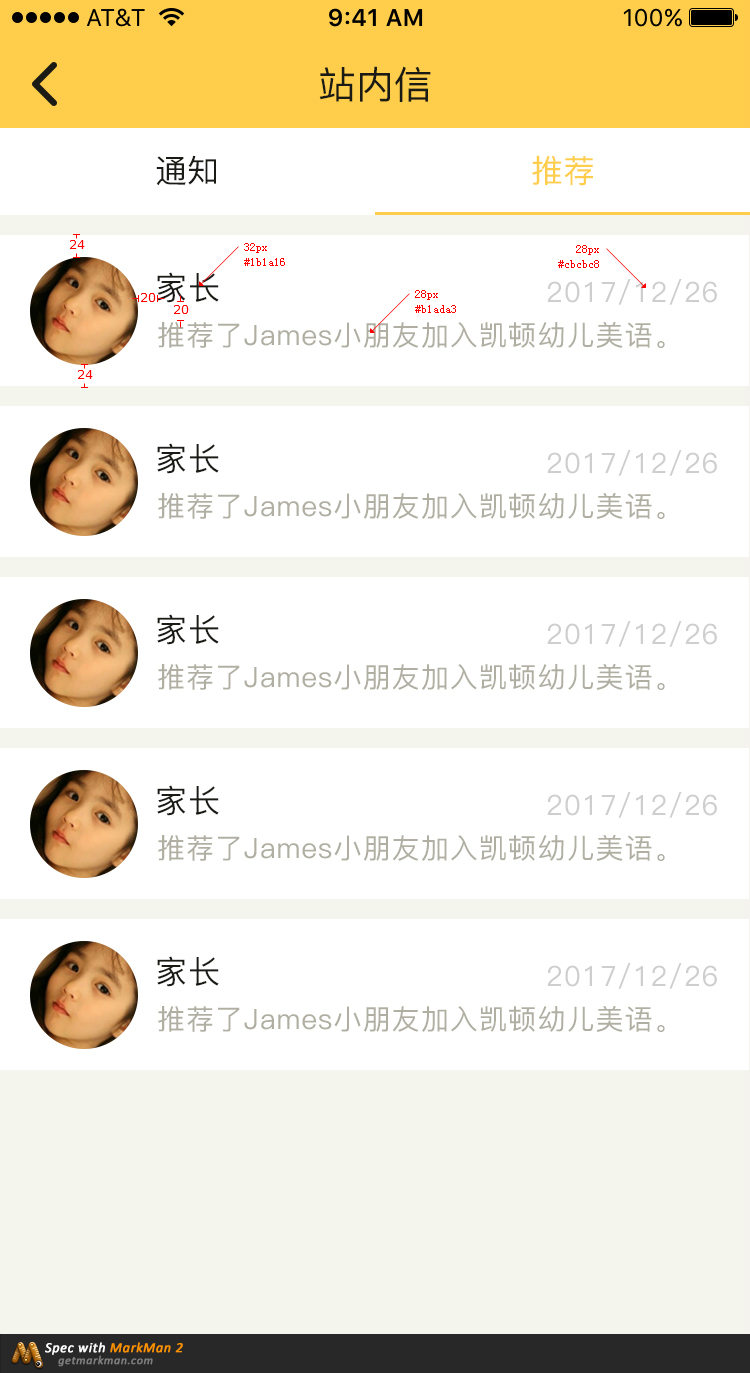 AT&T 9:41 AM 100%
站内信
通知 推荐
24
32px
#1b1a16
28px
#cbcbc8
家长
20
20
28px
#b1ada3
2017/12/26
推荐了James小朋友加入凯顿幼儿美语。
24
家长
2017/12/26
推荐了James小朋友加入凯顿幼儿美语。
家长
2017/12/26
推荐了James小朋友加入凯顿幼儿美语。
家长
2017/12/26
推荐了James小朋友加入凯顿幼儿美语。
家长
2017/12/26
推荐了James小朋友加入凯顿幼儿美语。
Spec with MarkMan 2
getmarkman.com